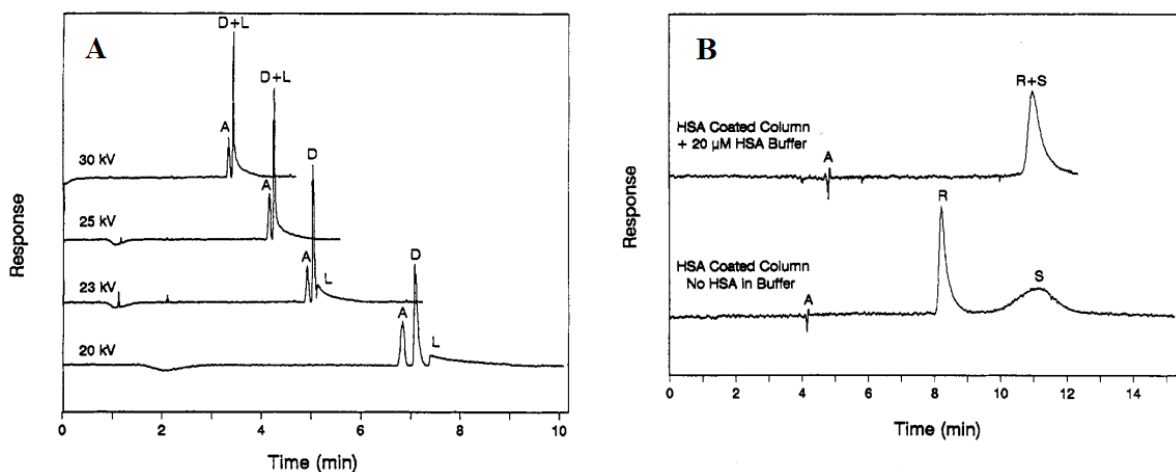 A
D+L
A
30 kV
D+L
A
25 kV
D
A
L
23 kV
D
A
L
20 kV
Response
0 2 4 6 8 10
Time (min)
B
R+S
HSA Coated Column
+ 20 µM HSA Buffer
A
R
HSA Coated Column
No HSA in Buffer
S
A
Response
0 2 4 6 8 10 12 14
Time (min)